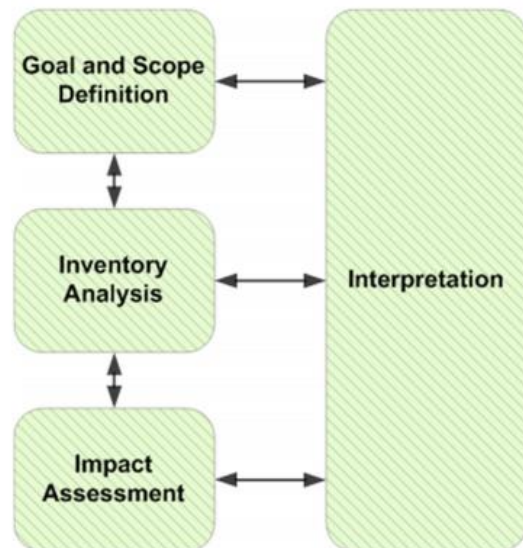 Goal and Scope
Definition
Inventory
Analysis
Interpretation
Impact
Assessment